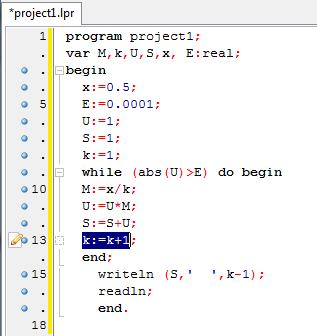 *project1.lpr
1 program project1;
. var M,k,U,S,x, E:real;
. begin
. x:=0.5;
5 E:=0.0001;
. U:=1;
. S:=1;
. k:=1;
. while (abs(U)>E) do begin
10 M:=x/k;
. U:=U*M;
. S:=S+U;
13 k:=k+1;
. end;
15 writeln (S,'  ',k-1);
. readln;
. end.
18